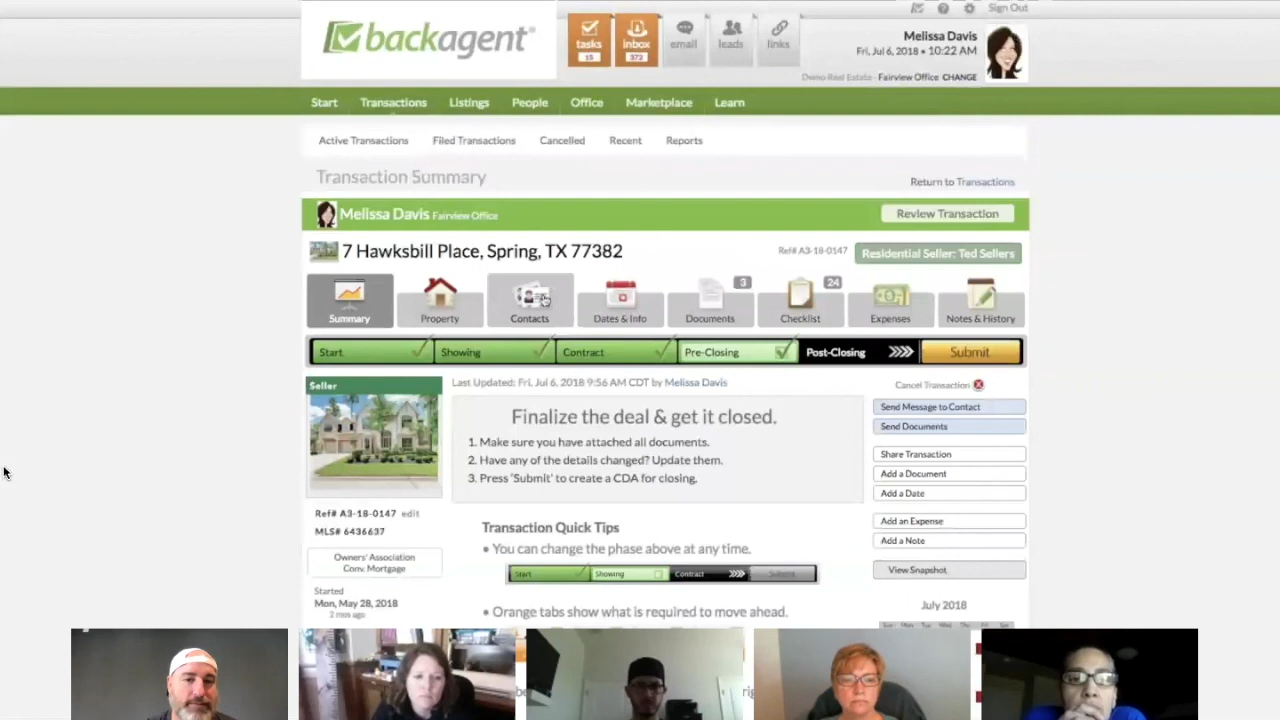 Sign Out
backagent®
tasks
15
inbox
372
email
leads
links
Melissa Davis
Fri, Jul 6, 2018 • 10:22 AM
Demo Real Estate - Fairview Office CHANGE
Start Transactions Listings People Office Marketplace Learn
Active Transactions Filed Transactions Cancelled Recent Reports
Transaction Summary
Return to Transactions
Melissa Davis Fairview Office
Review Transaction
7 Hawksbill Place, Spring, TX 77382
Ref# A3-18-0147
Residential Seller: Ted Sellers
3
24
Summary Property Contacts Dates & Info Documents Checklist Expenses Notes & History
Start Showing Contract Pre-Closing Post-Closing Submit
Seller
Last Updated: Fri, Jul 6, 2018 9:56 AM CDT by Melissa Davis
Finalize the deal & get it closed.
1. Make sure you have attached all documents.
2. Have any of the details changed? Update them.
3. Press 'Submit' to create a CDA for closing.
Cancel Transaction
Send Message to Contact
Send Documents
Share Transaction
Add a Document
Add a Date
Add an Expense
Add a Note
View Snapshot
Ref# A3-18-0147 edit
MLS# 6436637
Owners' Association
Conv. Mortgage
Started
Mon, May 28, 2018
2 mos ago
Transaction Quick Tips
• You can change the phase above at any time.
Start Showing Contract Submit
• Orange tabs show what is required to move ahead.
July 2018